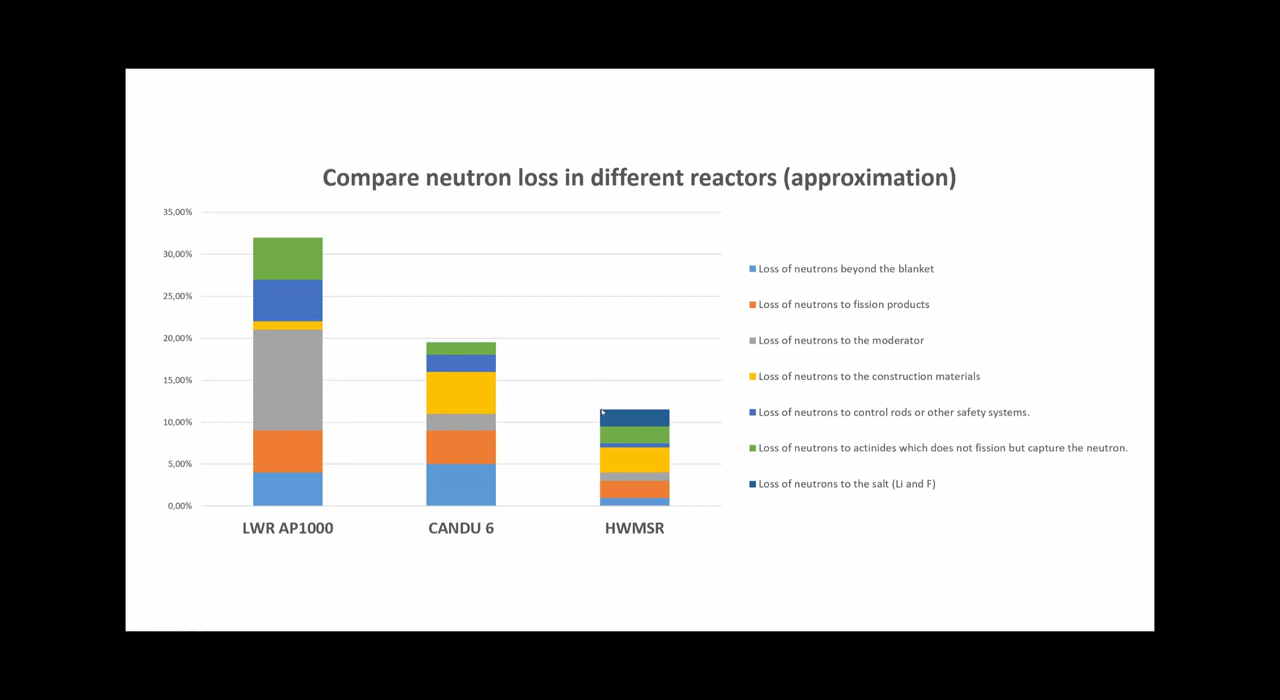 Compare neutron loss in different reactors (approximation)
35,00%
30,00%
25,00%
20,00%
15,00%
10,00%
5,00%
0,00%
LWR AP1000
CANDU 6
HWMSR
Loss of neutrons beyond the blanket
Loss of neutrons to fission products
Loss of neutrons to the moderator
Loss of neutrons to the construction materials
Loss of neutrons to control rods or other safety systems.
Loss of neutrons to actinides which does not fission but capture the neutron.
Loss of neutrons to the salt (Li and F)